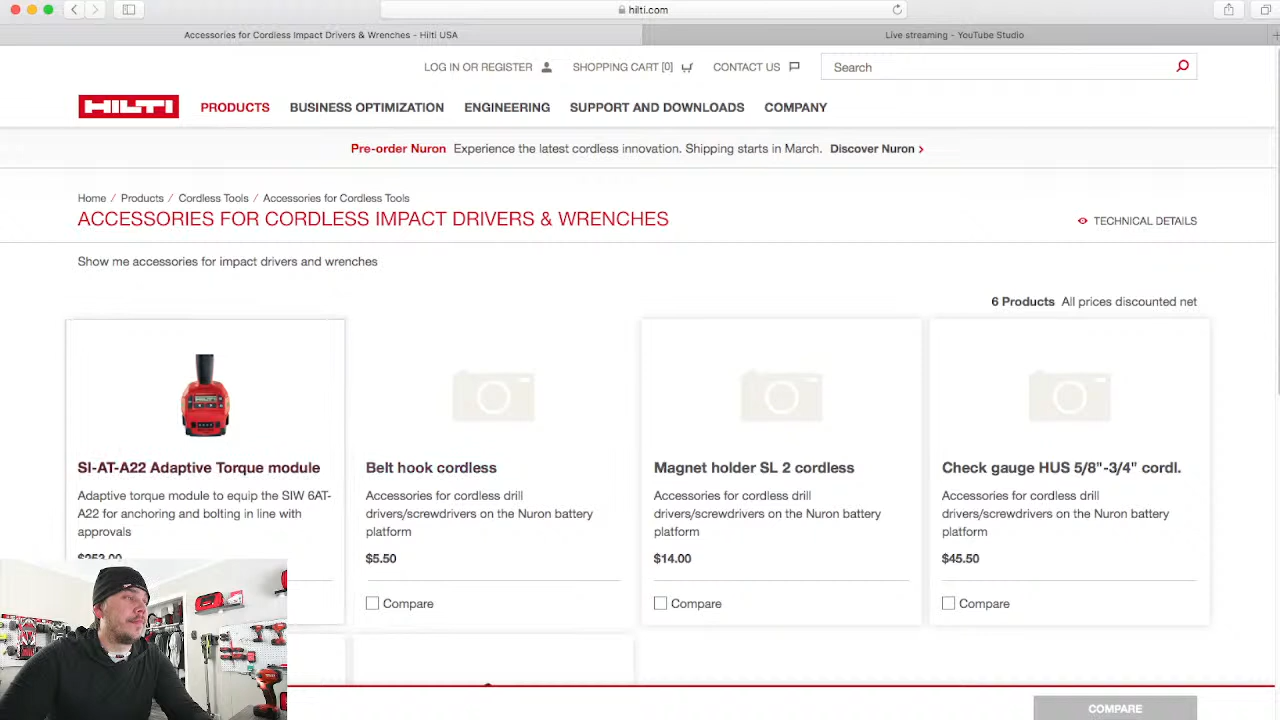 hilti.com
Accessories for Cordless Impact Drivers & Wrenches - Hilti USA
Live streaming - YouTube Studio
LOG IN OR REGISTER
SHOPPING CART [0]
CONTACT US
Search
HILTI
PRODUCTS
BUSINESS OPTIMIZATION
ENGINEERING
SUPPORT AND DOWNLOADS
COMPANY
Pre-order Nuron Experience the latest cordless innovation. Shipping starts in March. Discover Nuron
Home / Products / Cordless Tools / Accessories for Cordless Tools
ACCESSORIES FOR CORDLESS IMPACT DRIVERS & WRENCHES
TECHNICAL DETAILS
Show me accessories for impact drivers and wrenches
6 Products All prices discounted net
SI-AT-A22 Adaptive Torque module
Adaptive torque module to equip the SIW 6AT-
A22 for anchoring and bolting in line with
approvals
$253.00
Belt hook cordless
Accessories for cordless drill
drivers/screwdrivers on the Nuron battery
platform
$5.50
Compare
Magnet holder SL 2 cordless
Accessories for cordless drill
drivers/screwdrivers on the Nuron battery
platform
$14.00
Compare
Check gauge HUS 5/8"-3/4" cordl.
Accessories for cordless drill
drivers/screwdrivers on the Nuron battery
platform
$45.50
Compare
COMPARE